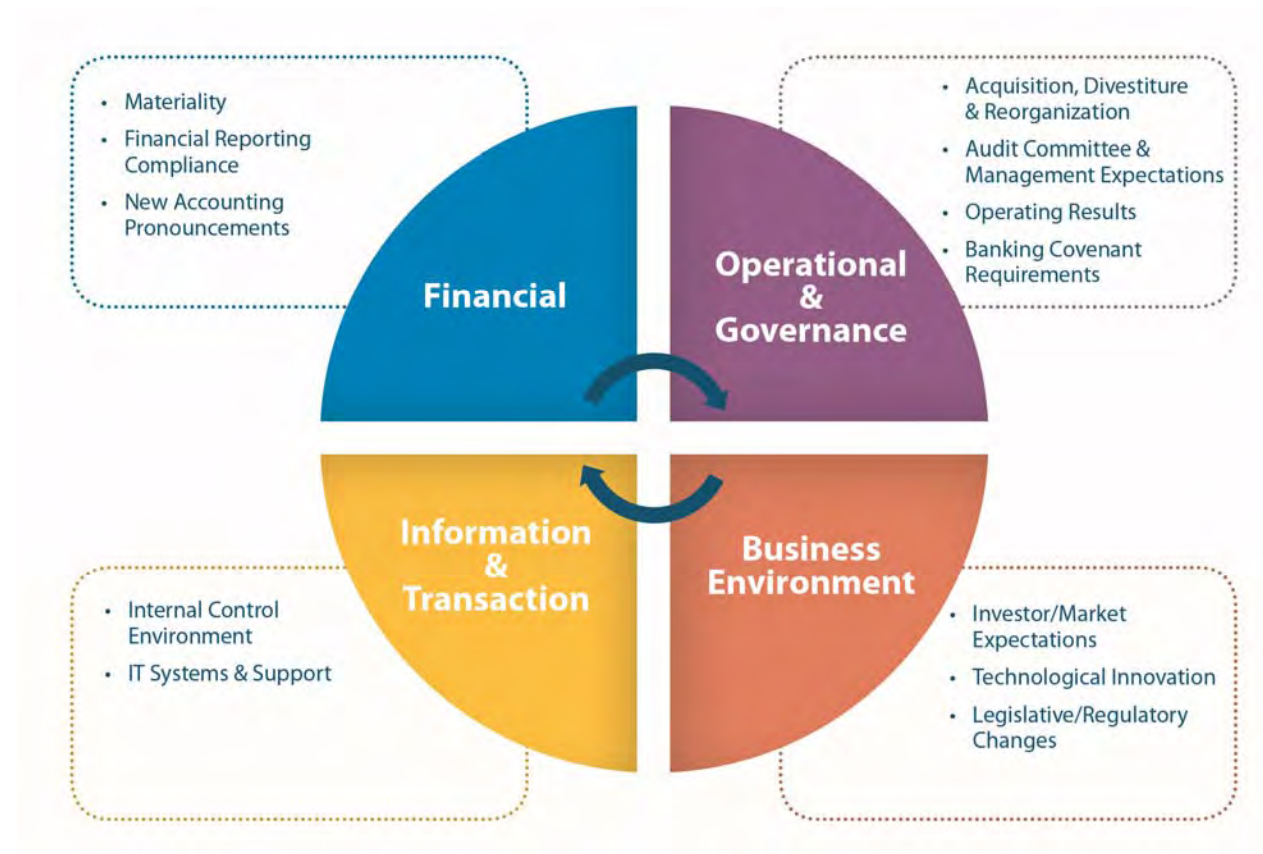 • Materiality
• Financial Reporting
Compliance
• New Accounting
Pronouncements
Financial
• Acquisition, Divestiture
& Reorganization
• Audit Committee &
Management Expectations
• Operating Results
• Banking Covenant
Requirements
Operational
&
Governance
• Internal Control
Environment
• IT Systems & Support
Information
&
Transaction
Business
Environment
• Investor/Market
Expectations
• Technological Innovation
• Legislative/Regulatory
Changes